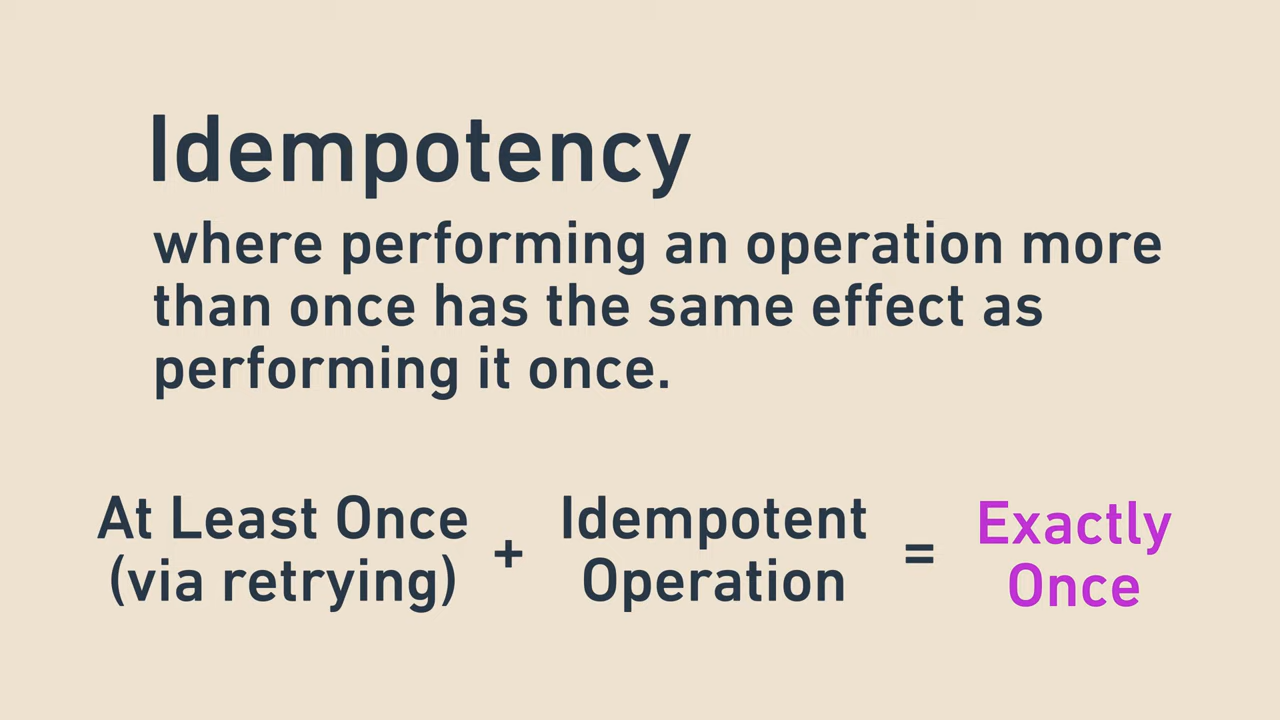 Idempotency
where performing an operation more
than once has the same effect as
performing it once.
At Least Once
(via retrying)
+
Idempotent
Operation
=
Exactly
Once